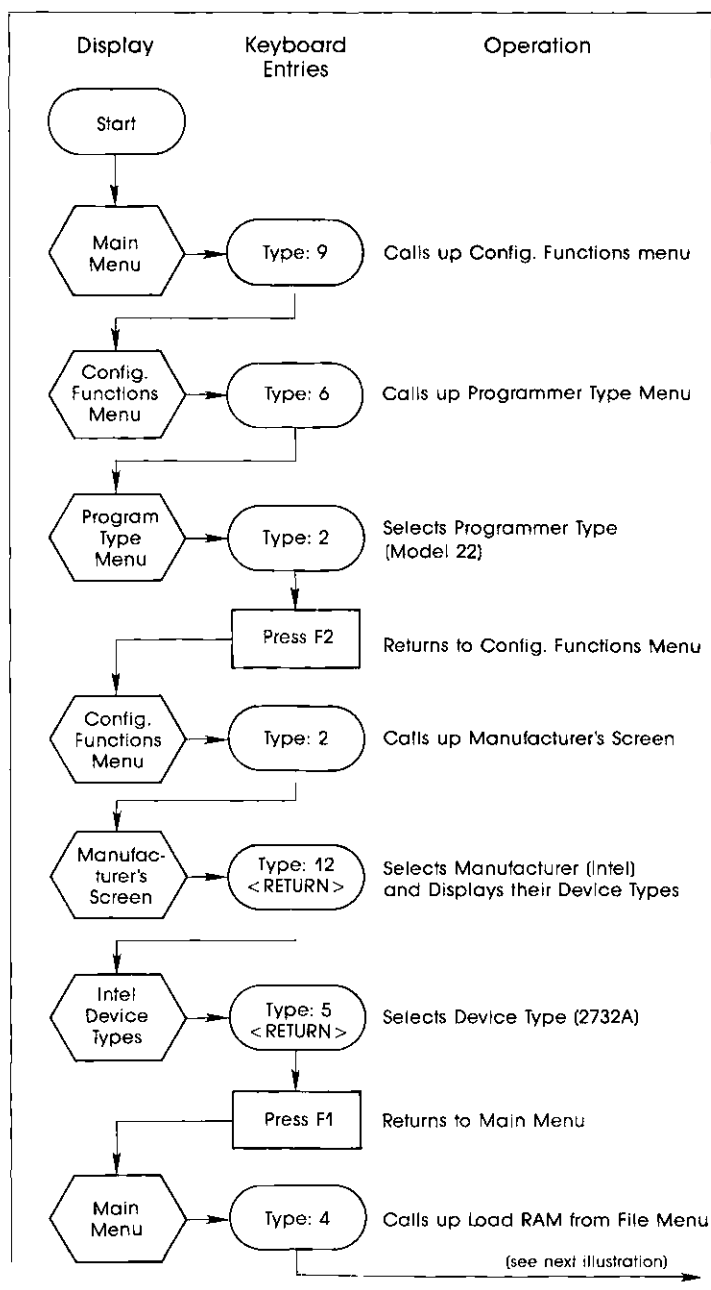 Display Keyboard Entries Operation
Start
Main
Menu
Type: 9
Calls up Config. Functions menu
Config.
Functions
Menu
Type: 6
Calls up Programmer Type Menu
Program
Type
Menu
Type: 2
Selects Programmer Type
(Model 22)
Press F2
Returns to Config. Functions Menu
Config.
Functions
Menu
Type: 2
Calls up Manufacturer's Screen
Manufac-
turer's
Screen
Type: 12
<RETURN>
Selects Manufacturer (Intel)
and Displays their Device Types
Intel
Device
Types
Type: 5
<RETURN>
Selects Device Type (2732A)
Press F1
Returns to Main Menu
Main
Menu
Type: 4
Calls up Load RAM from File Menu
(see next illustration)